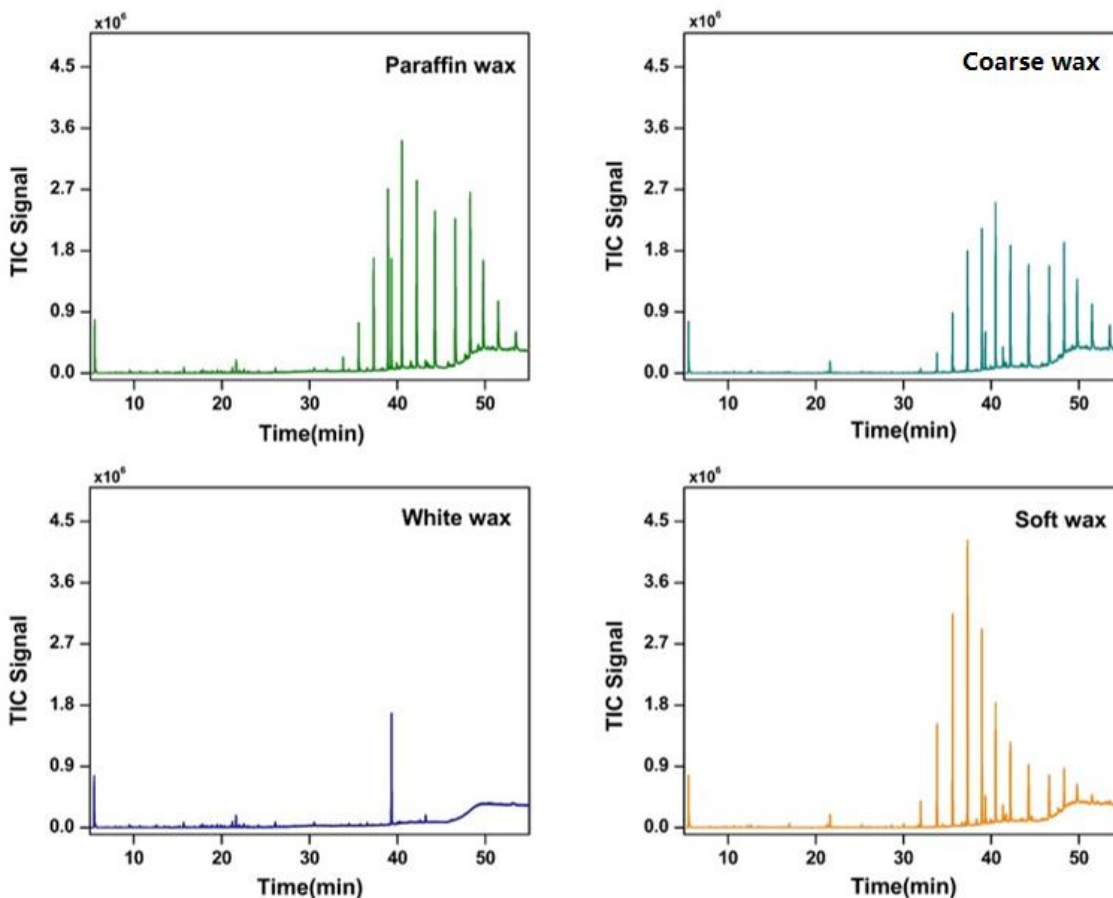 x10⁶
4.5
3.6
2.7
1.8
0.9
0.0
TIC Signal
Paraffin wax
10 20 30 40 50
Time(min)
x10⁶
4.5
3.6
2.7
1.8
0.9
0.0
TIC Signal
Coarse wax
10 20 30 40 50
Time(min)
x10⁶
4.5
3.6
2.7
1.8
0.9
0.0
TIC Signal
White wax
10 20 30 40 50
Time(min)
x10⁶
4.5
3.6
2.7
1.8
0.9
0.0
TIC Signal
Soft wax
10 20 30 40 50
Time(min)